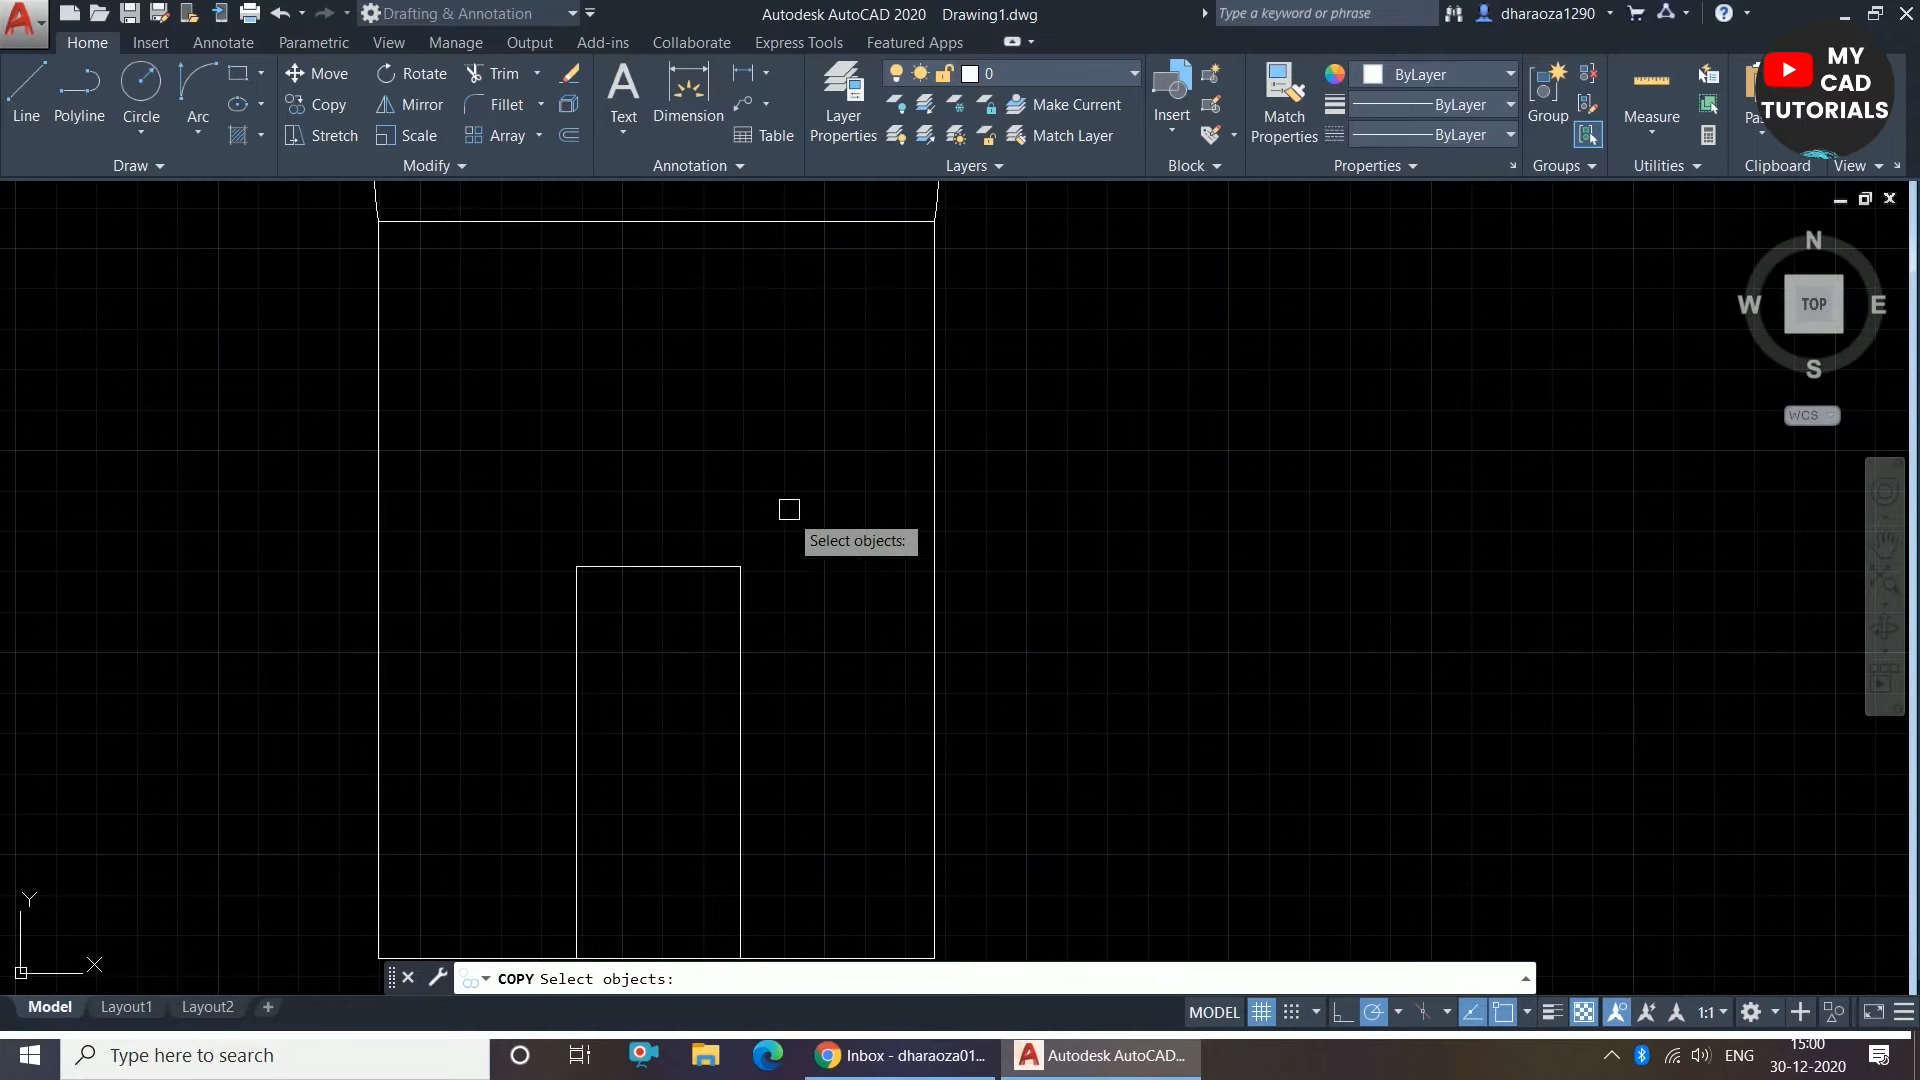 Drafting & Annotation
Autodesk AutoCAD 2020 Drawing1.dwg
Type a keyword or phrase
dharaoza1290
Home Insert Annotate Parametric View Manage Output Add-ins Collaborate Express Tools Featured Apps
Line
Polyline
Circle
Arc
Move
Copy
Stretch
Rotate
Mirror
Scale
Trim
Fillet
Array
Text
Dimension
Table
Layer
Properties
0
Make Current
Match Layer
Insert
Match
Properties
ByLayer
ByLayer
ByLayer
Group
Measure
MY
CAD
TUTORIALS
Draw
Modify
Annotation
Layers
Block
Properties
Groups
Utilities
Clipboard
View
N
W
TOP
E
S
WCS
Select objects:
Y
X
COPY Select objects:
Model Layout1 Layout2
MODEL
1:1
Type here to search
Inbox - dharaoza01...
Autodesk AutoCAD...
ENG
15:00
30-12-2020